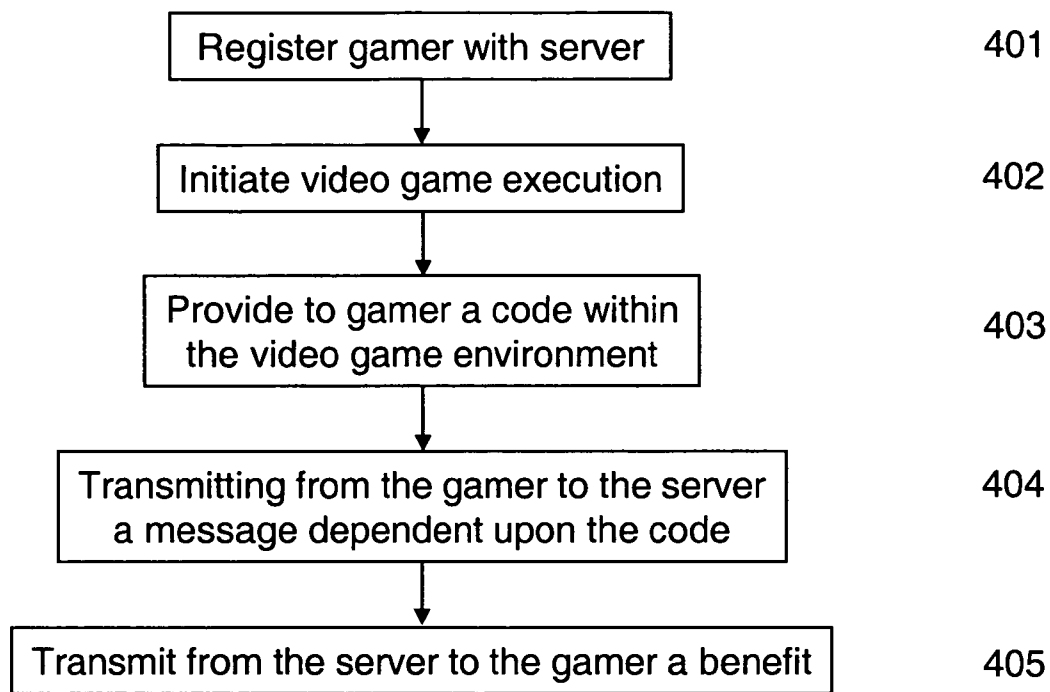 Register gamer with server 401
Initiate video game execution 402
Provide to gamer a code within
the video game environment 403
Transmitting from the gamer to the server 404
a message dependent upon the code
Transmit from the server to the gamer a benefit 405